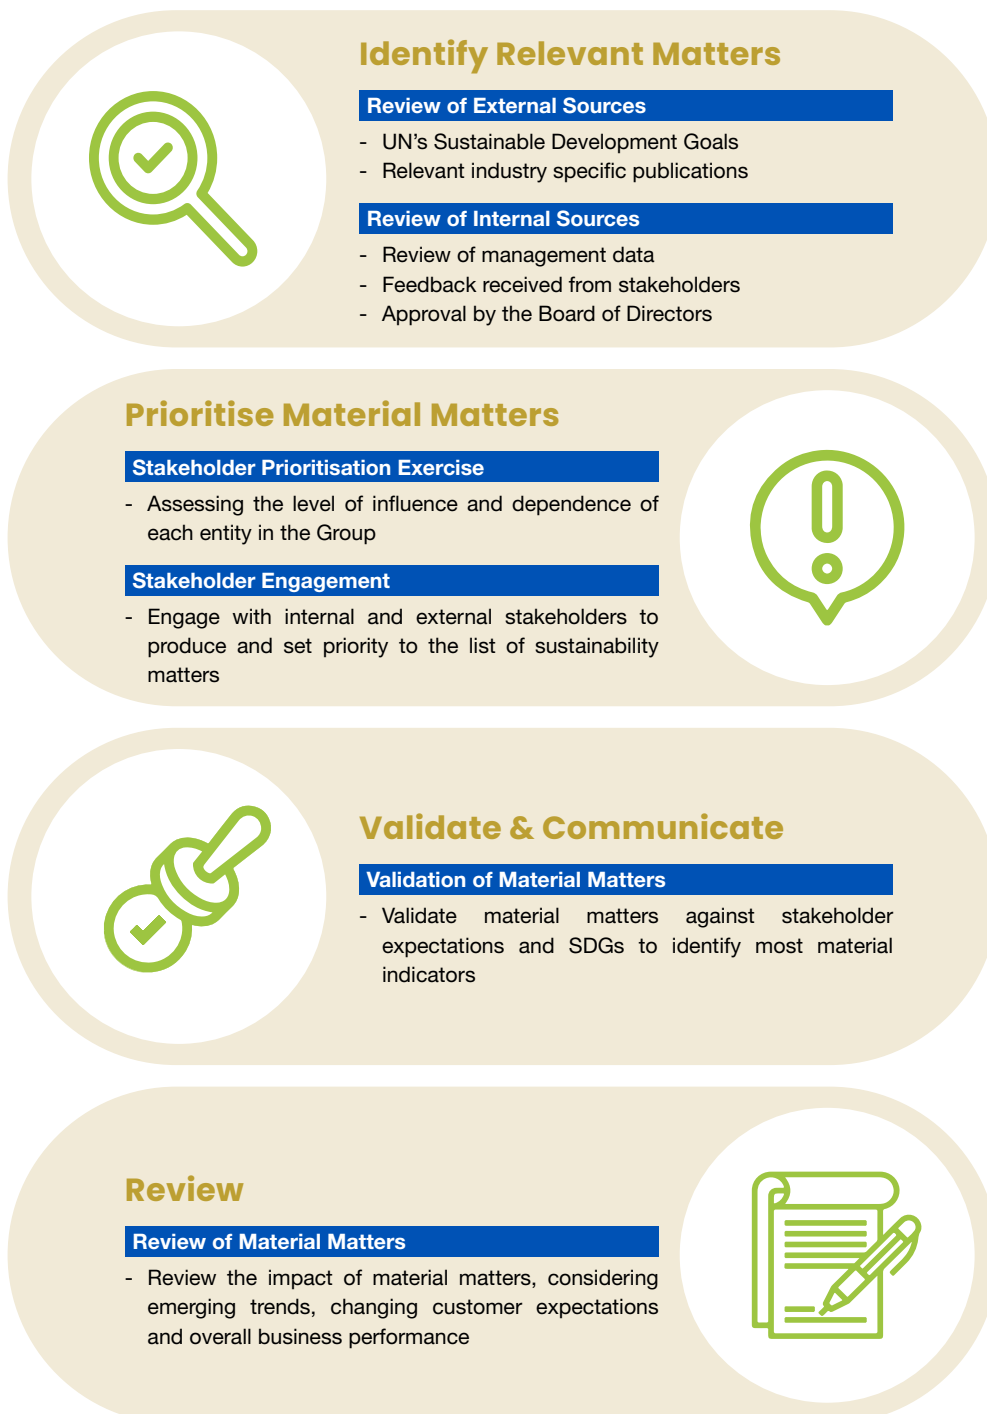 Identify Relevant Matters
Review of External Sources
- UN's Sustainable Development Goals
- Relevant industry specific publications
Review of Internal Sources
- Review of management data
- Feedback received from stakeholders
- Approval by the Board of Directors
Prioritise Material Matters
Stakeholder Prioritisation Exercise
- Assessing the level of influence and dependence of
each entity in the Group
Stakeholder Engagement
- Engage with internal and external stakeholders to
produce and set priority to the list of sustainability
matters
Validate & Communicate
Validation of Material Matters
- Validate material matters against stakeholder
expectations and SDGs to identify most material
indicators
Review
Review of Material Matters
- Review the impact of material matters, considering
emerging trends, changing customer expectations
and overall business performance